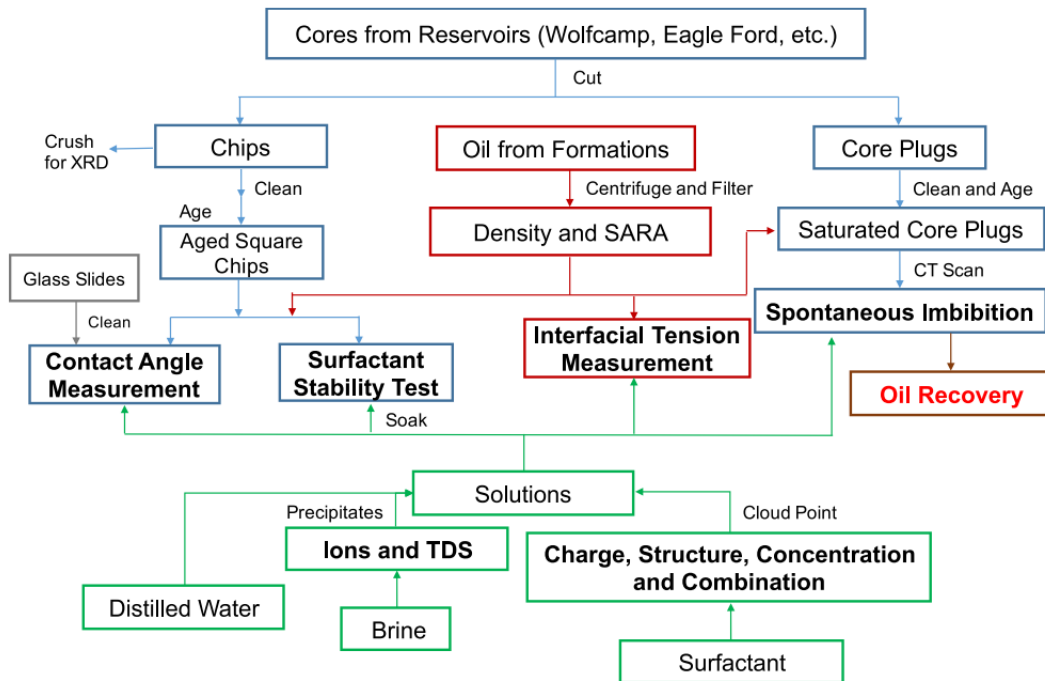 Cores from Reservoirs (Wolfcamp, Eagle Ford, etc.)
Cut
Crush
for XRD
Chips
Oil from Formations
Core Plugs
Clean
Centrifuge and Filter
Clean and Age
Age
Aged Square
Chips
Density and SARA
Saturated Core Plugs
Glass Slides
CT Scan
Clean
Contact Angle
Measurement
Surfactant
Stability Test
Interfacial Tension
Measurement
Spontaneous Imbibition
Oil Recovery
Soak
Solutions
Precipitates
Cloud Point
Ions and TDS
Charge, Structure, Concentration
and Combination
Distilled Water
Brine
Surfactant